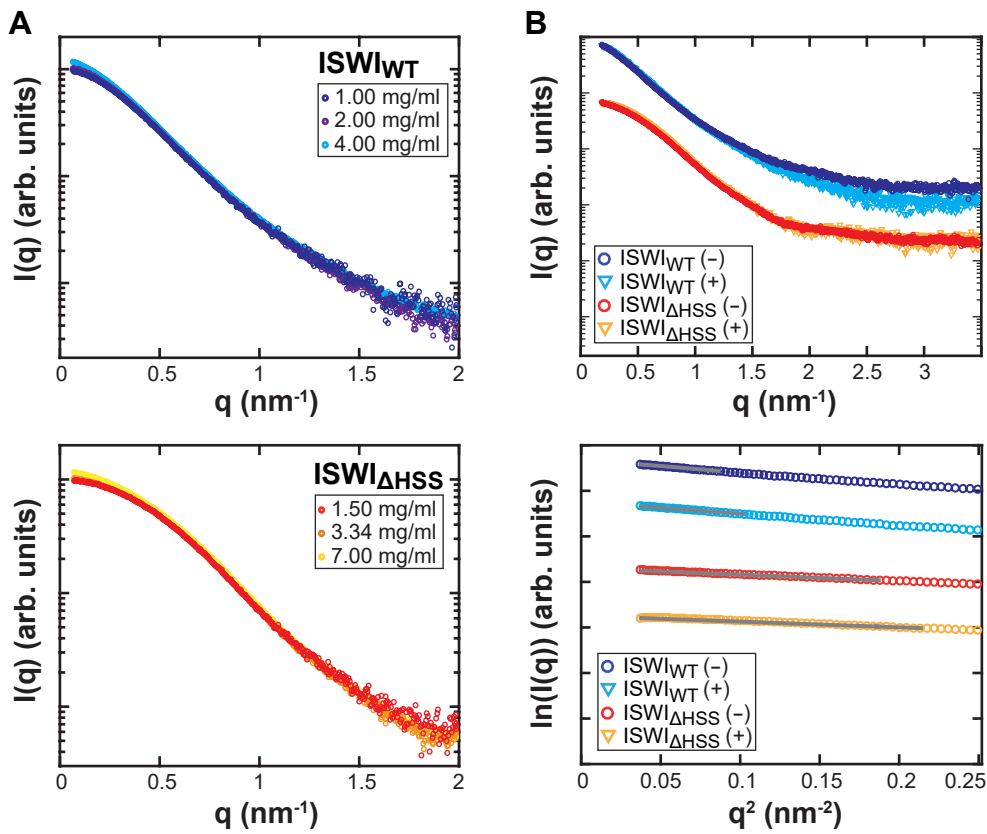 A
I(q) (arb. units)
ISWI_WT
1.00 mg/ml
2.00 mg/ml
4.00 mg/ml
0 0.5 1 1.5 2
q (nm⁻¹)
I(q) (arb. units)
ISWI_ΔHSS
1.50 mg/ml
3.34 mg/ml
7.00 mg/ml
0 0.5 1 1.5 2
q (nm⁻¹)
B
I(q) (arb. units)
ISWI_WT (−)
ISWI_WT (+)
ISWI_ΔHSS (−)
ISWI_ΔHSS (+)
0 0.5 1 1.5 2 2.5 3
q (nm⁻¹)
ln(I(q)) (arb. units)
ISWI_WT (−)
ISWI_WT (+)
ISWI_ΔHSS (−)
ISWI_ΔHSS (+)
0 0.05 0.1 0.15 0.2 0.25
q² (nm⁻²)